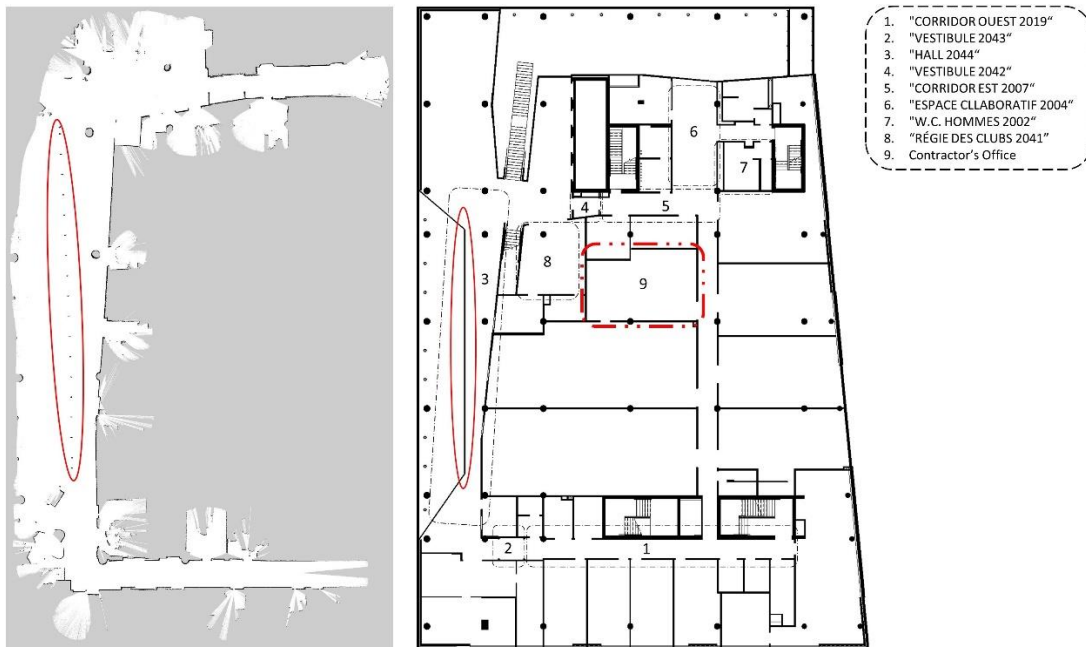 1. "CORRIDOR OUEST 2019“
2. "VESTIBULE 2043“
3. "HALL 2044“
4. "VESTIBULE 2042“
5. "CORRIDOR EST 2007“
6. "ESPACE CLLABORATIF 2004“
7. "W.C. HOMMES 2002“
8. “RÉGIE DES CLUBS 2041”
9. Contractor's Office
6
7
4
5
3
8
9
2
1